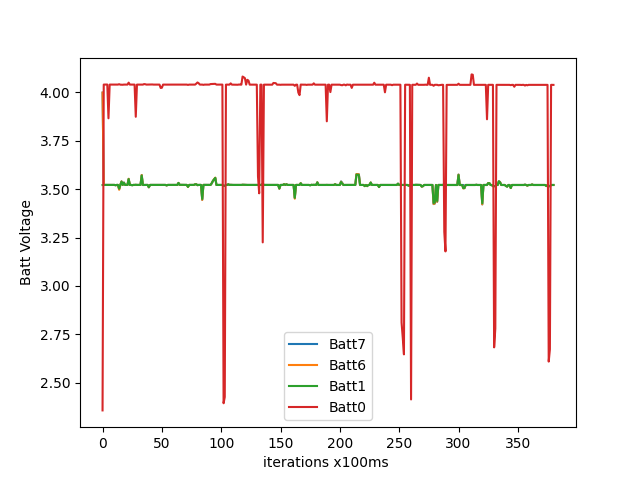 4.00
3.75
3.50
3.25
3.00
2.75
2.50
Batt Voltage
Batt7
Batt6
Batt1
Batt0
0 50 100 150 200 250 300 350
iterations x100ms